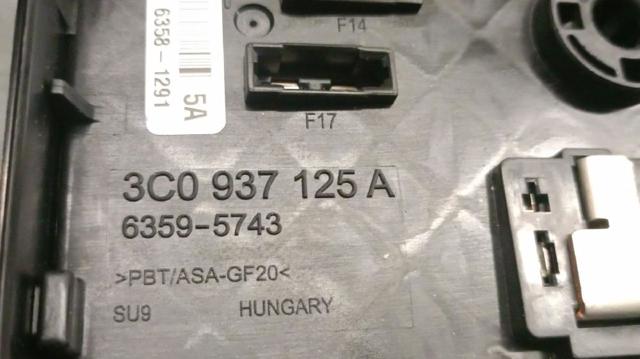 F14
6358-1291
5A
F17
3C0 937 125 A
6359-5743
>PBT/ASA-GF20<
SU9 HUNGARY